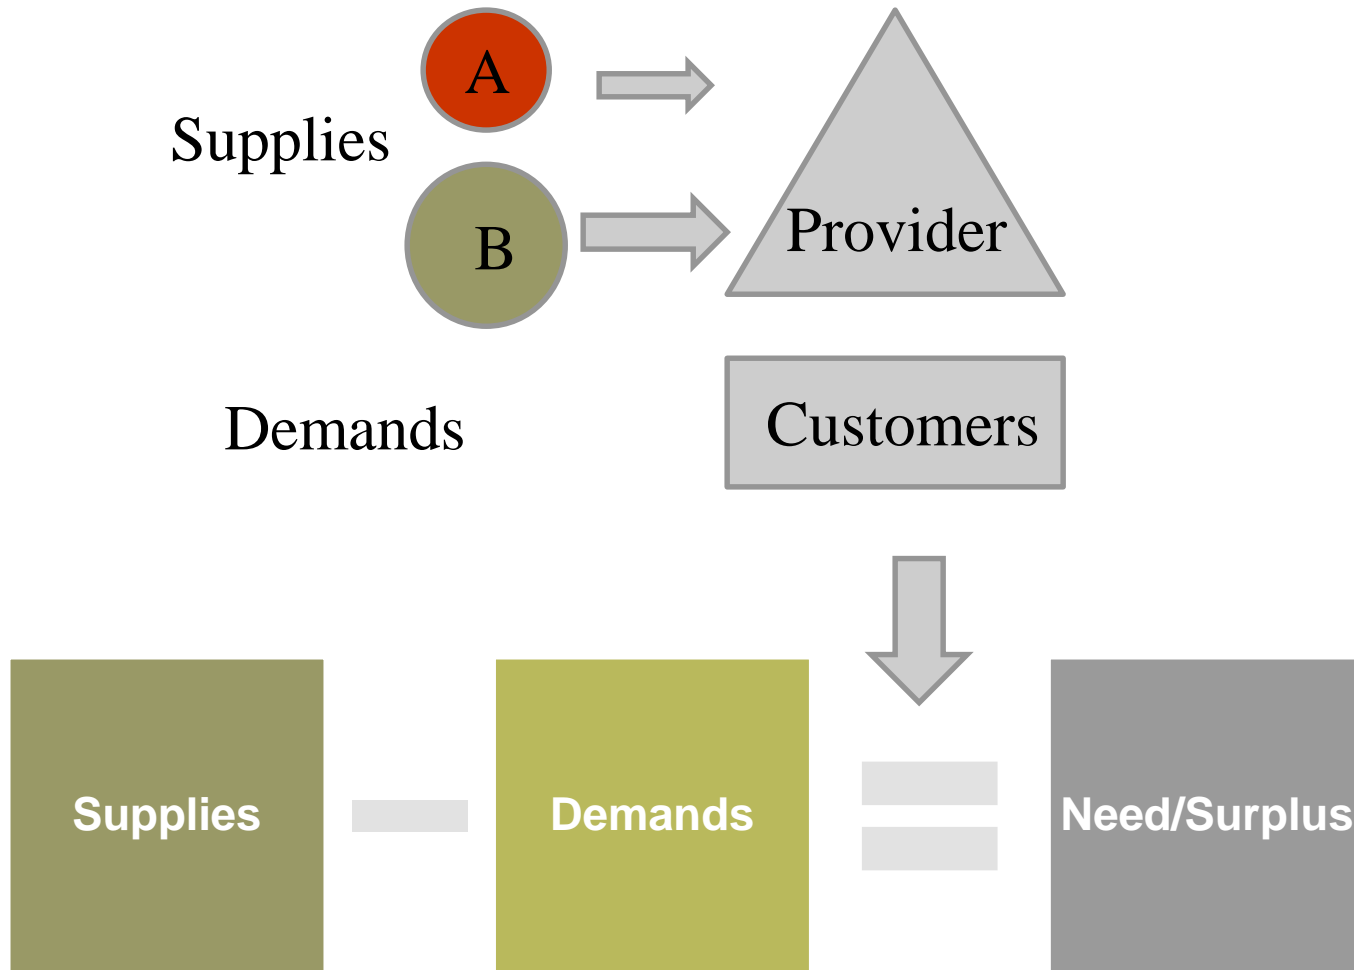 A
Supplies
B
Provider
Demands
Customers
Supplies
Demands
Need/Surplus